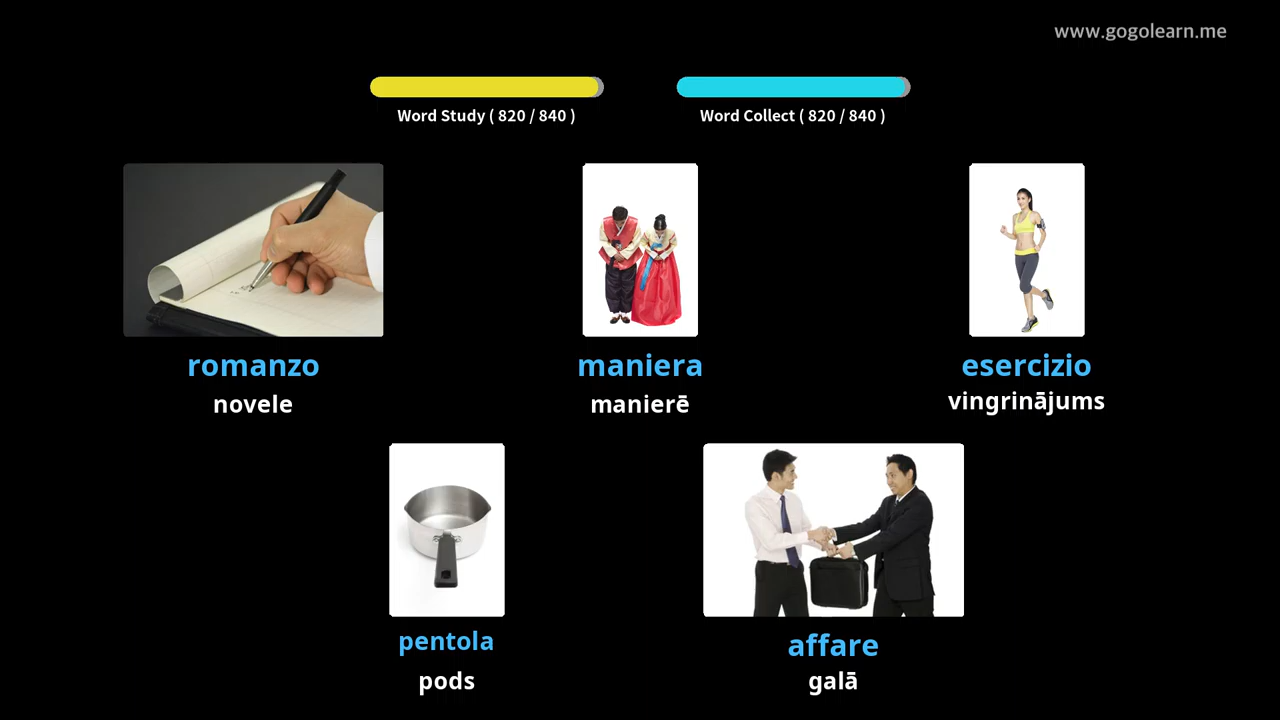 www.gogolearn.me
Word Study ( 820 / 840 )
Word Collect ( 820 / 840 )
romanzo
novele
maniera
manierē
esercizio
vingrinājums
pentola
pods
affare
galā